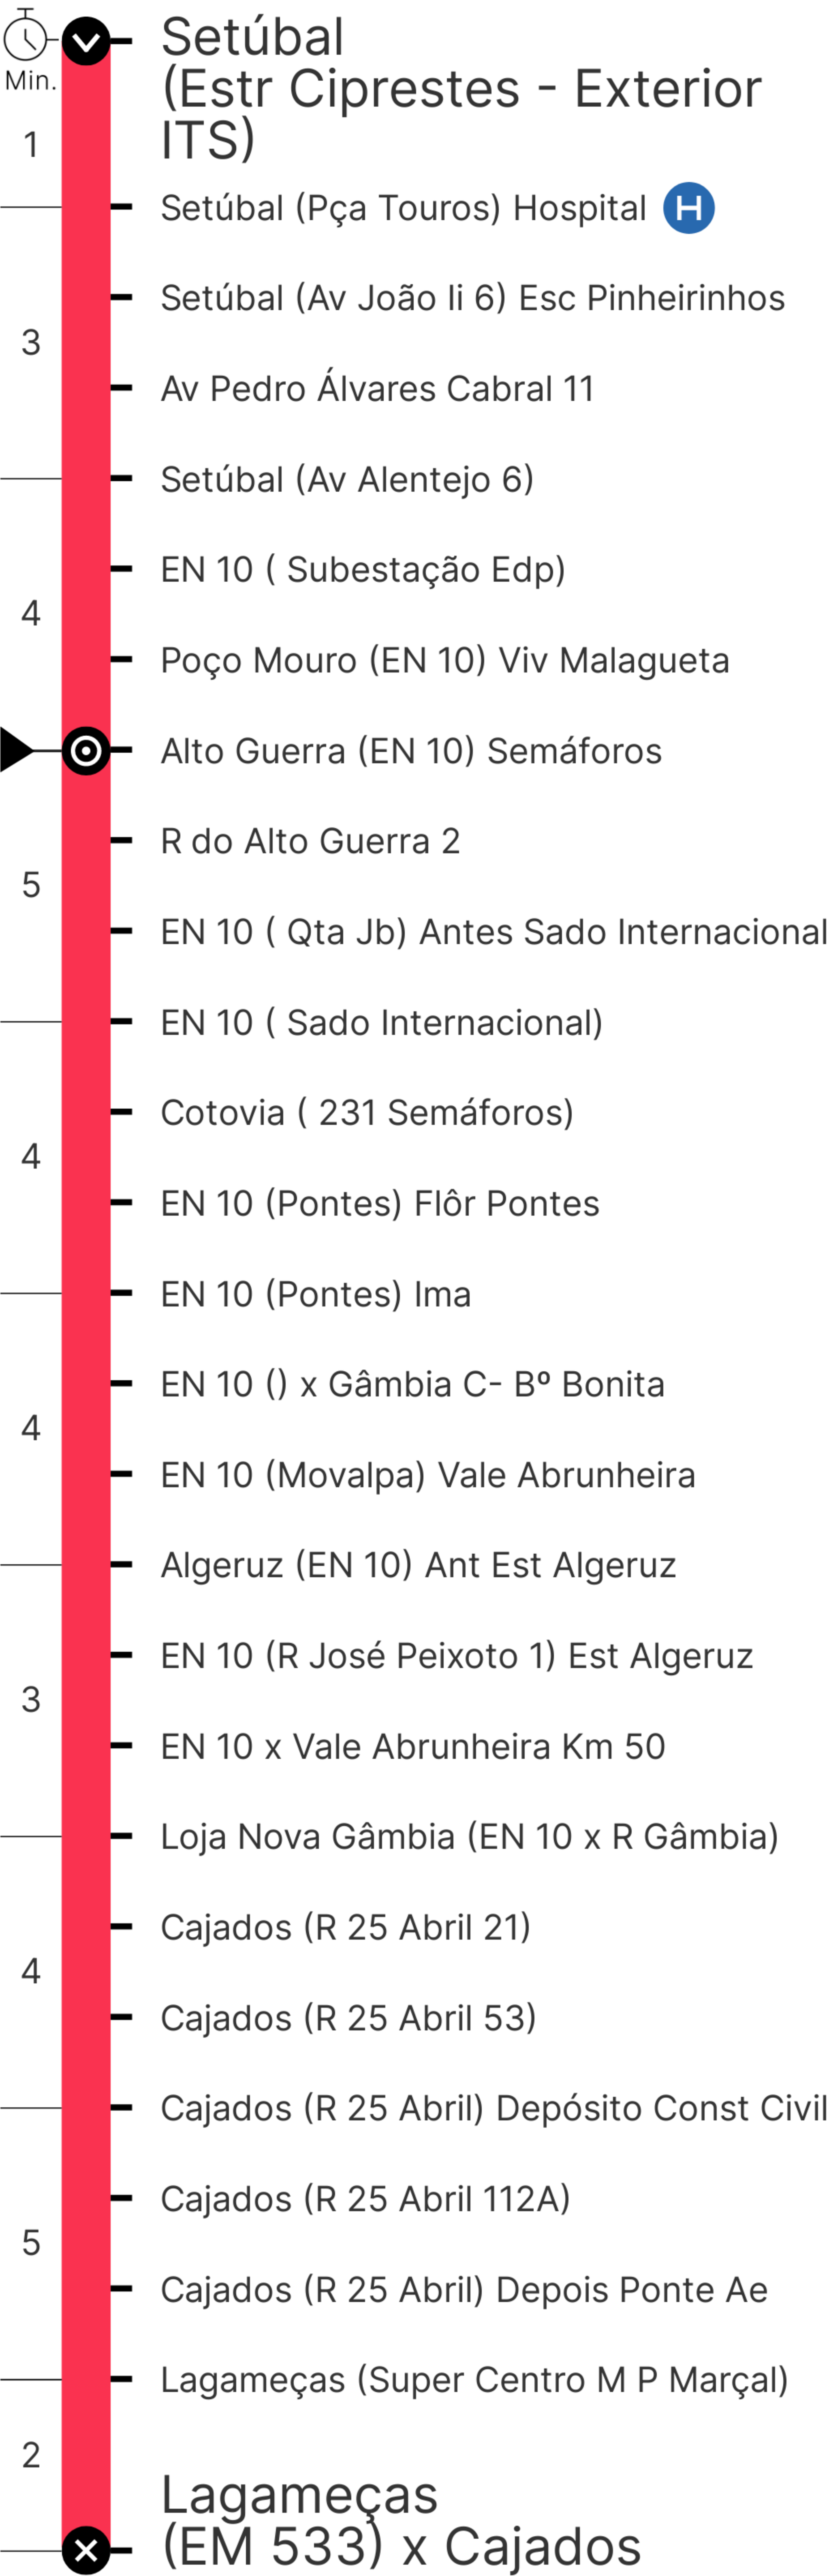 Setúbal
(Estr Ciprestes - Exterior
ITS)
Min.
1
Setúbal (Pça Touros) Hospital H
Setúbal (Av João Ii 6) Esc Pinheirinhos
3
Av Pedro Álvares Cabral 11
Setúbal (Av Alentejo 6)
EN 10 ( Subestação Edp)
4
Poço Mouro (EN 10) Viv Malagueta
Alto Guerra (EN 10) Semáforos
R do Alto Guerra 2
5
EN 10 ( Qta Jb) Antes Sado Internacional
EN 10 ( Sado Internacional)
Cotovia ( 231 Semáforos)
4
EN 10 (Pontes) Flôr Pontes
EN 10 (Pontes) Ima
EN 10 () x Gâmbia C- Bº Bonita
4
EN 10 (Movalpa) Vale Abrunheira
Algeruz (EN 10) Ant Est Algeruz
EN 10 (R José Peixoto 1) Est Algeruz
3
EN 10 x Vale Abrunheira Km 50
Loja Nova Gâmbia (EN 10 x R Gâmbia)
Cajados (R 25 Abril 21)
4
Cajados (R 25 Abril 53)
Cajados (R 25 Abril) Depósito Const Civil
Cajados (R 25 Abril 112A)
5
Cajados (R 25 Abril) Depois Ponte Ae
Lagameças (Super Centro M P Marçal)
2
Lagameças
(EM 533) x Cajados